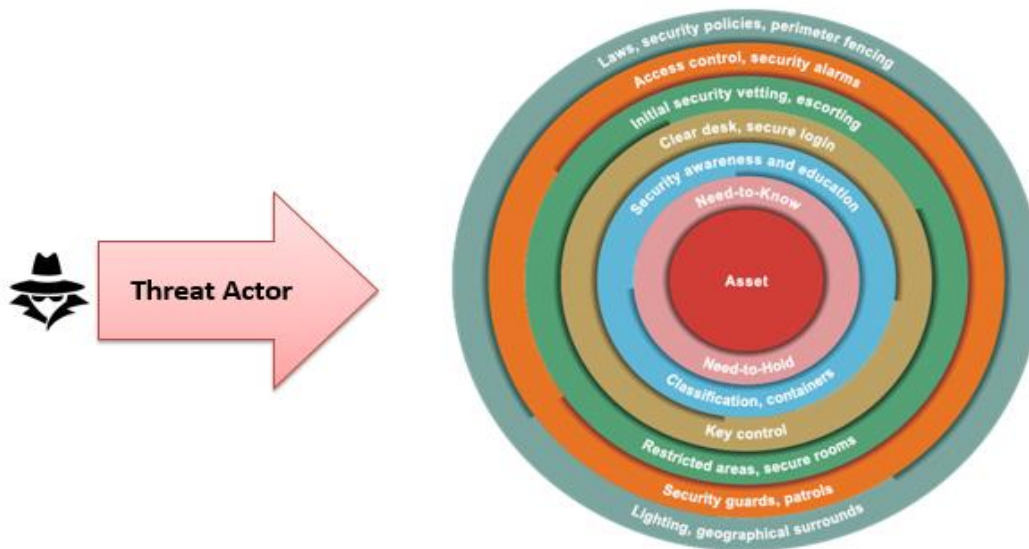 Threat Actor
Laws, security policies, perimeter fencing
Access control, security alarms
Initial security vetting, escorting
Clear desk, secure login
Security awareness and education
Need-to-Know
Asset
Need-to-Hold
Classification, containers
Key control
Restricted areas, secure rooms
Security guards, patrols
Lighting, geographical surrounds